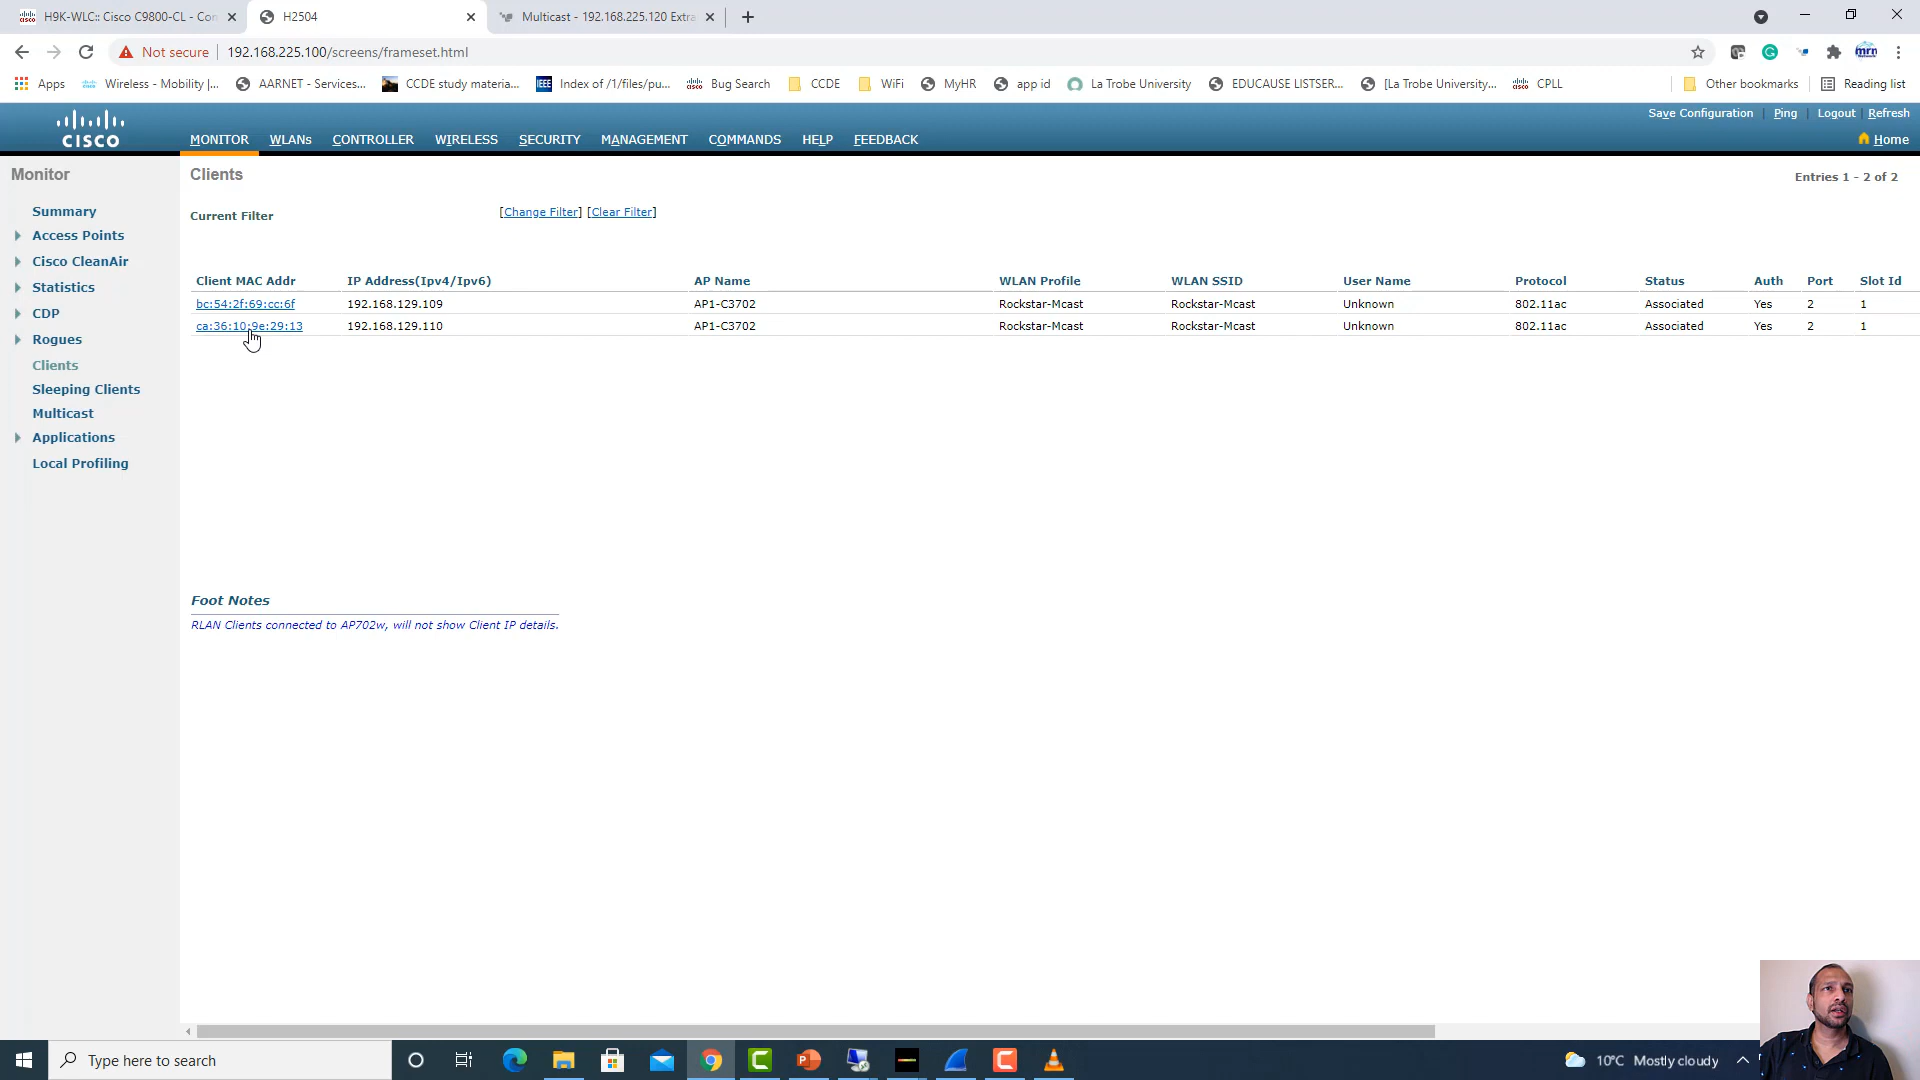 H9K-WLC:: Cisco C9800-CL - Con
H2504
Multicast - 192.168.225.120 Extra
Not secure
192.168.225.100/screens/frameset.html
Apps
Wireless - Mobility |...
AARNET - Services...
CCDE study materia...
Index of /1/files/pu...
Bug Search
CCDE
WiFi
MyHR
app id
La Trobe University
EDUCAUSE LISTSER...
[La Trobe University...
CPLL
Other bookmarks
Reading list
Save Configuration | Ping | Logout | Refresh
CISCO
MONITOR WLANs CONTROLLER WIRELESS SECURITY MANAGEMENT COMMANDS HELP FEEDBACK
Home
Monitor
Summary
Access Points
Cisco CleanAir
Statistics
CDP
Rogues
Clients
Sleeping Clients
Multicast
Applications
Local Profiling
Clients
Entries 1 - 2 of 2
Current Filter [Change Filter] [Clear Filter]
Client MAC Addr IP Address(Ipv4/Ipv6) AP Name WLAN Profile WLAN SSID User Name Protocol Status Auth Port Slot Id
bc:54:2f:69:cc:6f 192.168.129.109 AP1-C3702 Rockstar-Mcast Rockstar-Mcast Unknown 802.11ac Associated Yes 2 1
ca:36:10:9e:29:13 192.168.129.110 AP1-C3702 Rockstar-Mcast Rockstar-Mcast Unknown 802.11ac Associated Yes 2 1
Foot Notes
RLAN Clients connected to AP702w, will not show Client IP details.
Type here to search
10°C Mostly cloudy